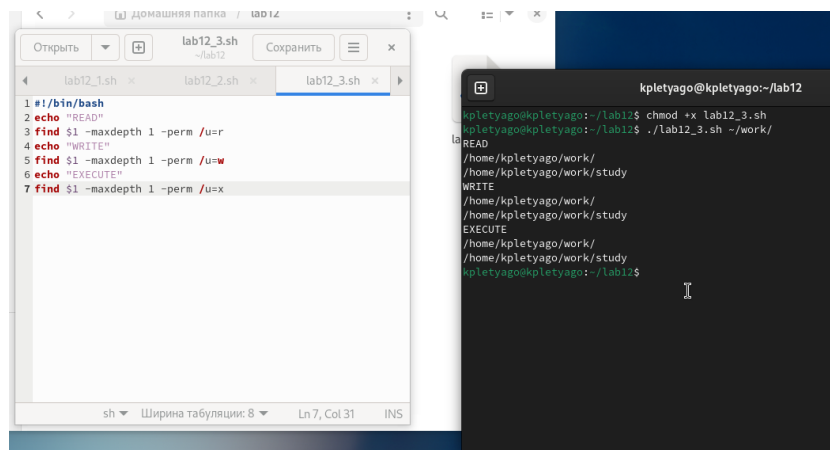 Домашняя папка / lab12
Открыть
lab12_3.sh
~/lab12
Сохранить
lab12_1.sh
lab12_2.sh
lab12_3.sh
1 #!/bin/bash
2 echo "READ"
3 find $1 -maxdepth 1 -perm /u=r
4 echo "WRITE"
5 find $1 -maxdepth 1 -perm /u=w
6 echo "EXECUTE"
7 find $1 -maxdepth 1 -perm /u=x
sh
Ширина табуляции: 8
Ln 7, Col 31
INS
la
kpletyago@kpletyago:~/lab12
kpletyago@kpletyago:~/lab12$ chmod +x lab12_3.sh
kpletyago@kpletyago:~/lab12$ ./lab12_3.sh ~/work/
READ
/home/kpletyago/work/
/home/kpletyago/work/study
WRITE
/home/kpletyago/work/
/home/kpletyago/work/study
EXECUTE
/home/kpletyago/work/
/home/kpletyago/work/study
kpletyago@kpletyago:~/lab12$